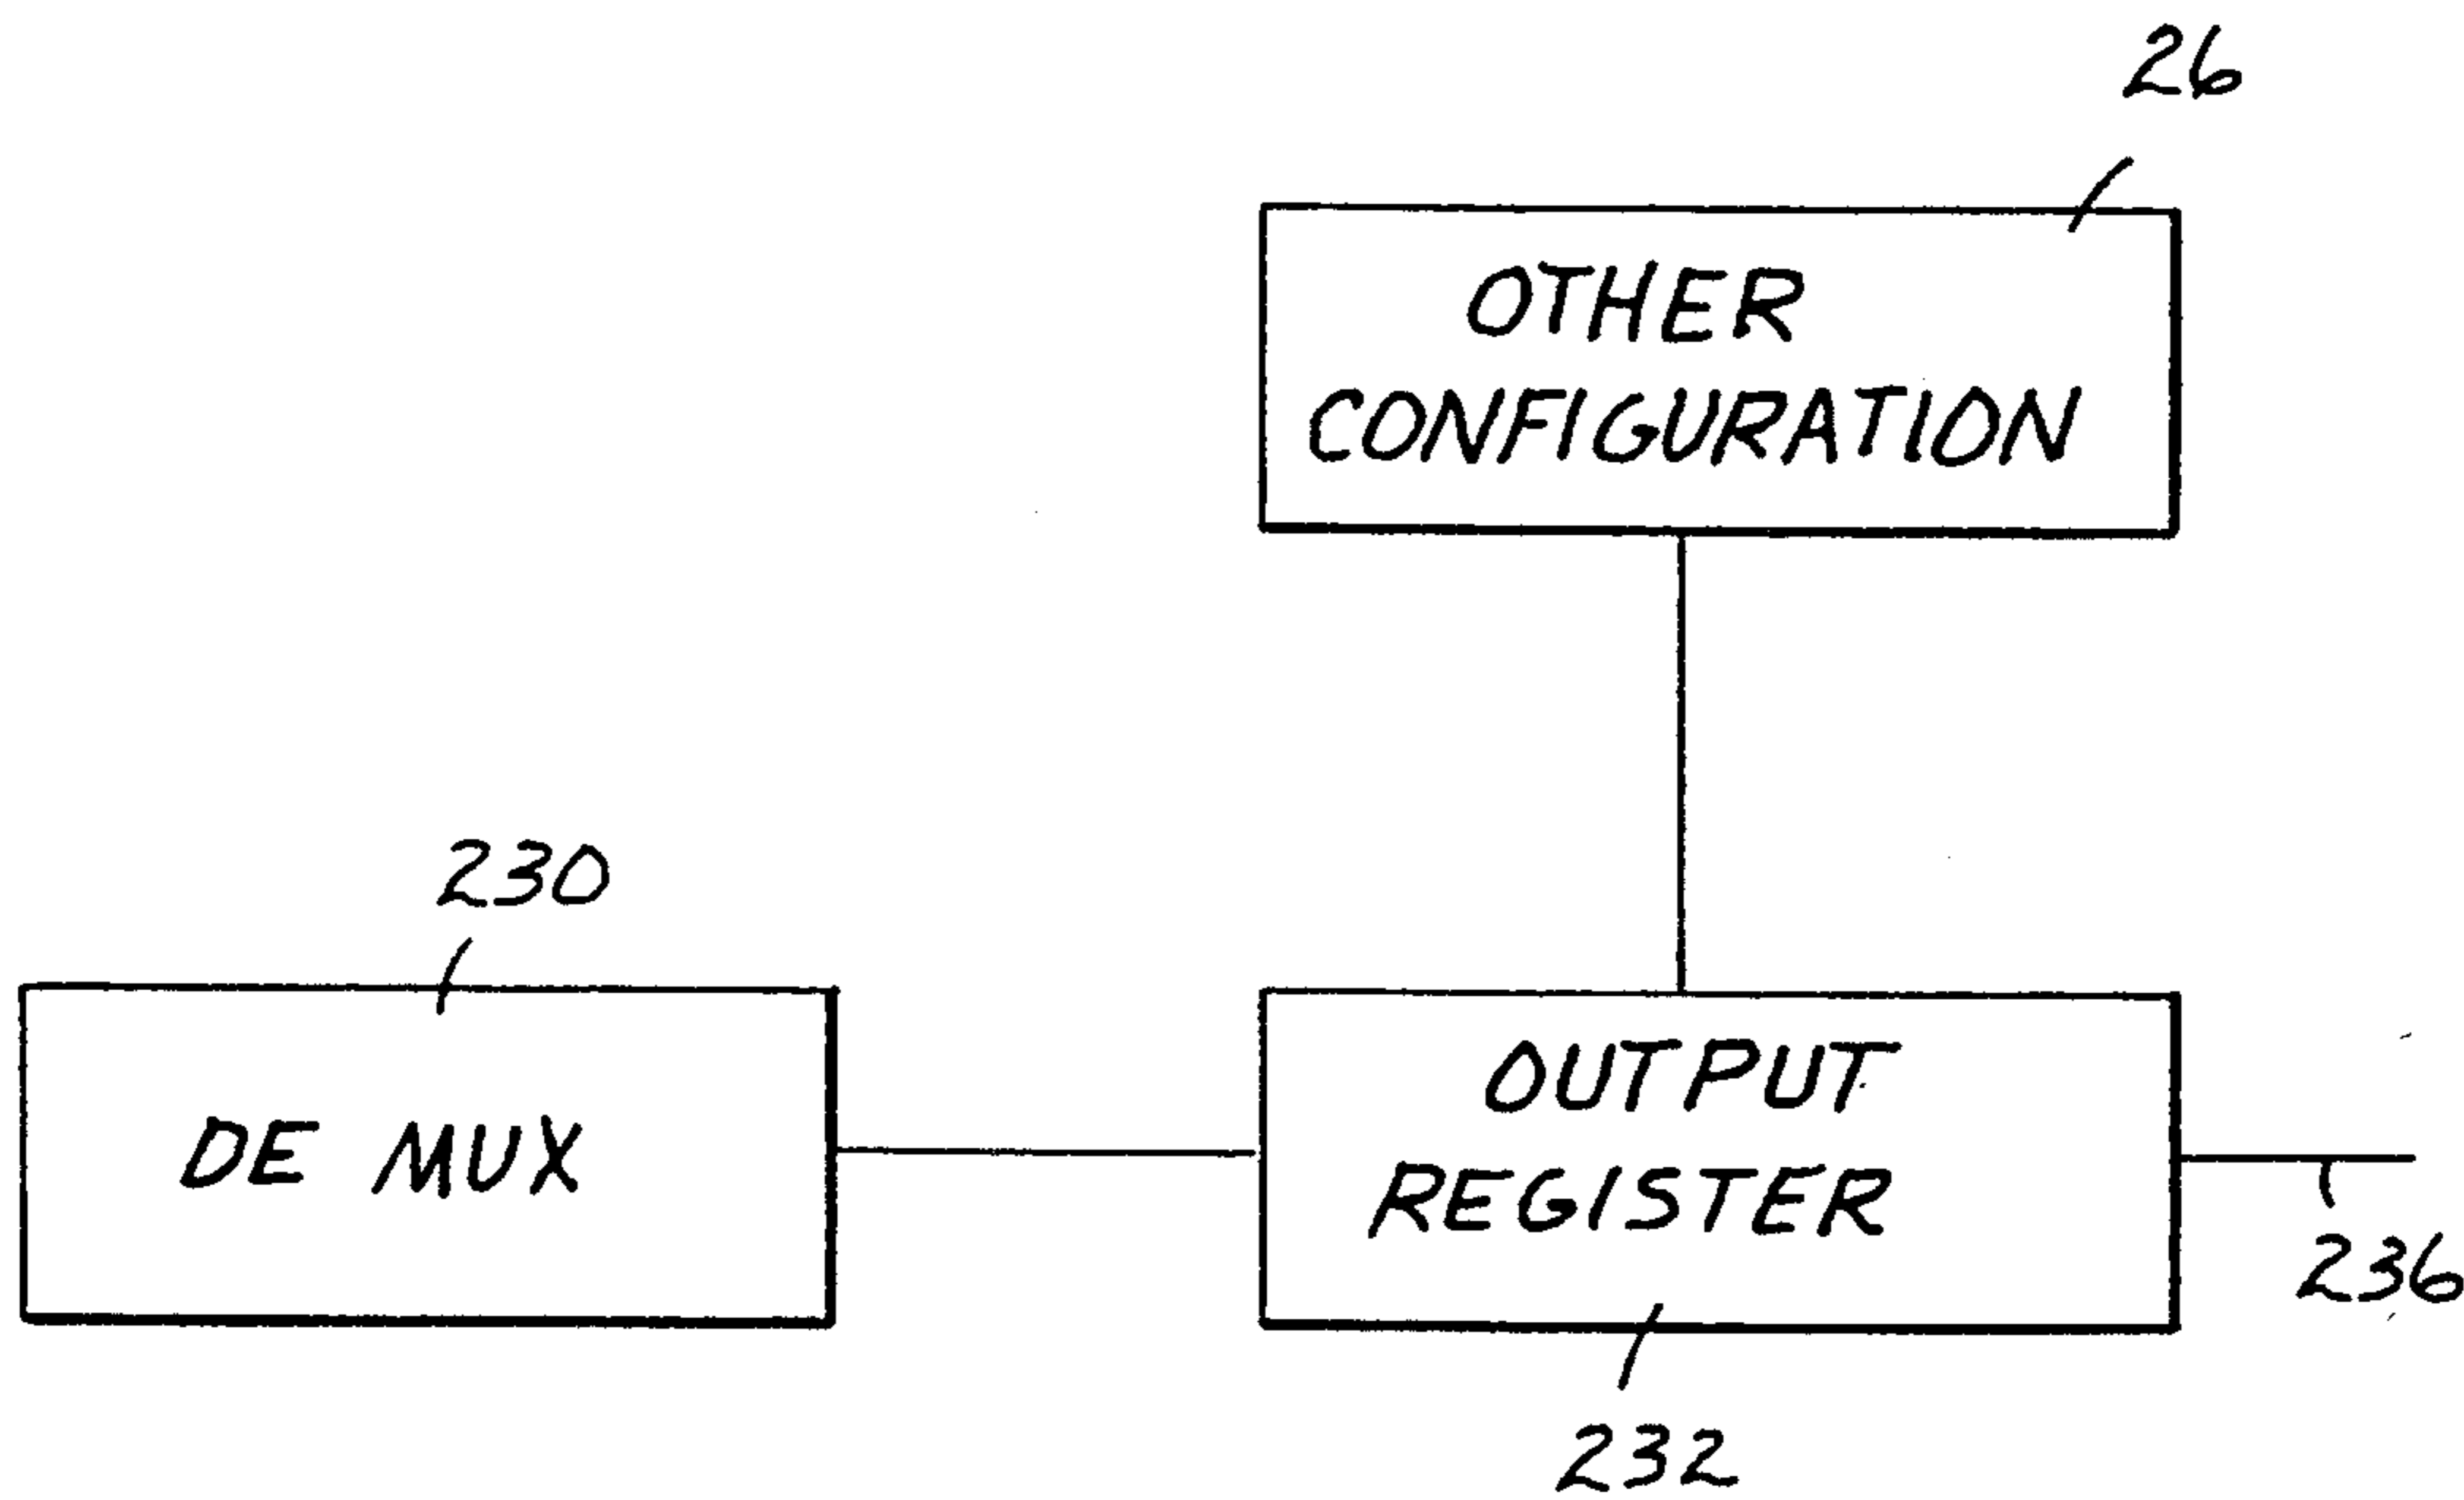 26
OTHER
CONFIGURATION
230
DE MUX
OUTPUT
REGISTER
236
232